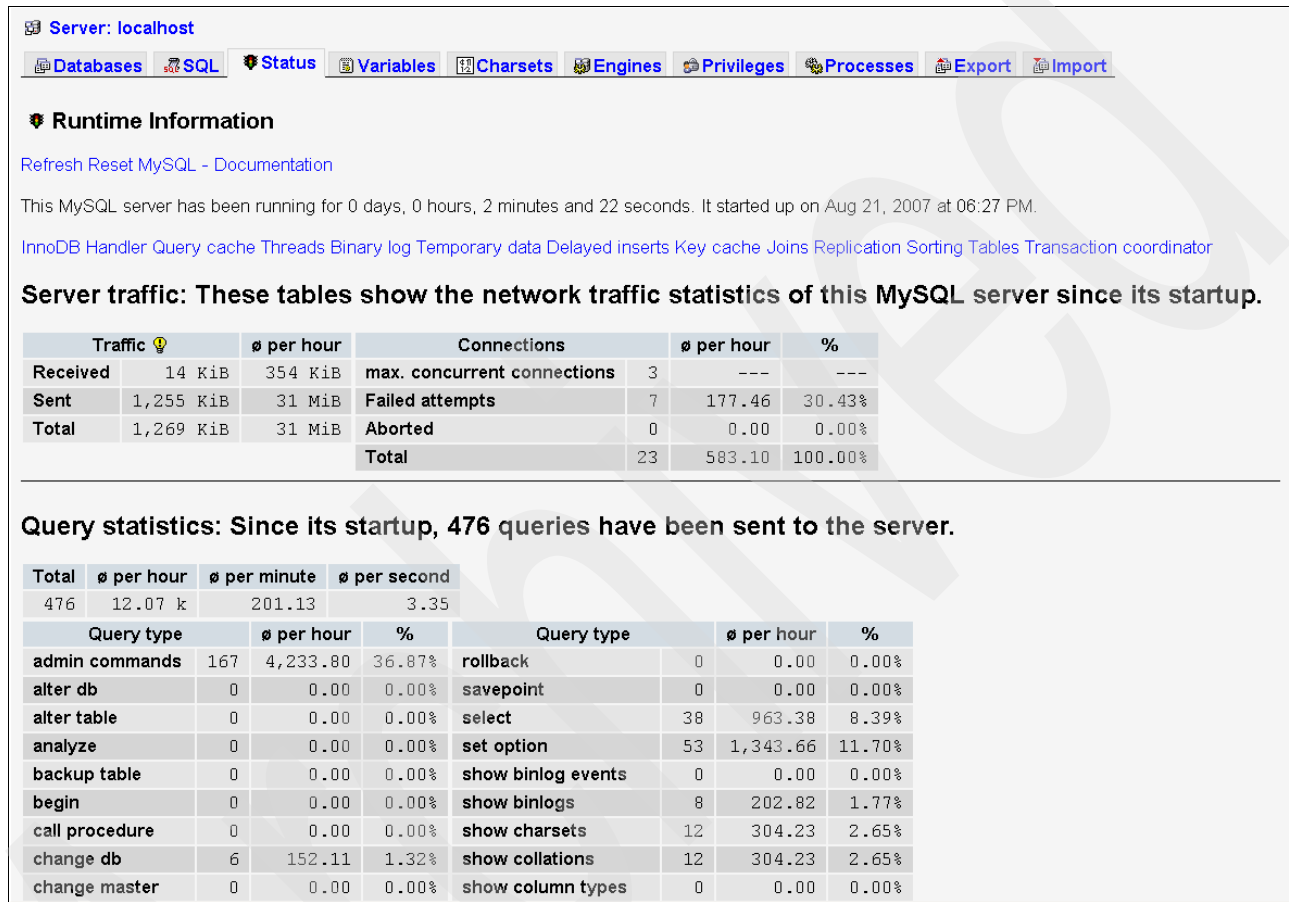 Server: localhost
Databases SQL Status Variables Charsets Engines Privileges Processes Export Import
Runtime Information
Refresh Reset MySQL - Documentation
This MySQL server has been running for 0 days, 0 hours, 2 minutes and 22 seconds. It started up on Aug 21, 2007 at 06:27 PM.
InnoDB Handler Query cache Threads Binary log Temporary data Delayed inserts Key cache Joins Replication Sorting Tables Transaction coordinator
Server traffic: These tables show the network traffic statistics of this MySQL server since its startup.
Traffic ø per hour Connections ø per hour %
Received 14 KiB 354 KiB max. concurrent connections 3 --- ---
Sent 1,255 KiB 31 MiB Failed attempts 7 177.46 30.43%
Total 1,269 KiB 31 MiB Aborted 0 0.00 0.00%
Total 23 583.10 100.00%
Query statistics: Since its startup, 476 queries have been sent to the server.
Total ø per hour ø per minute ø per second
476 12.07 k 201.13 3.35
Query type ø per hour % Query type ø per hour %
admin commands 167 4,233.80 36.87% rollback 0 0.00 0.00%
alter db 0 0.00 0.00% savepoint 0 0.00 0.00%
alter table 0 0.00 0.00% select 38 963.38 8.39%
analyze 0 0.00 0.00% set option 53 1,343.66 11.70%
backup table 0 0.00 0.00% show binlog events 0 0.00 0.00%
begin 0 0.00 0.00% show binlogs 8 202.82 1.77%
call procedure 0 0.00 0.00% show charsets 12 304.23 2.65%
change db 6 152.11 1.32% show collations 12 304.23 2.65%
change master 0 0.00 0.00% show column types 0 0.00 0.00%